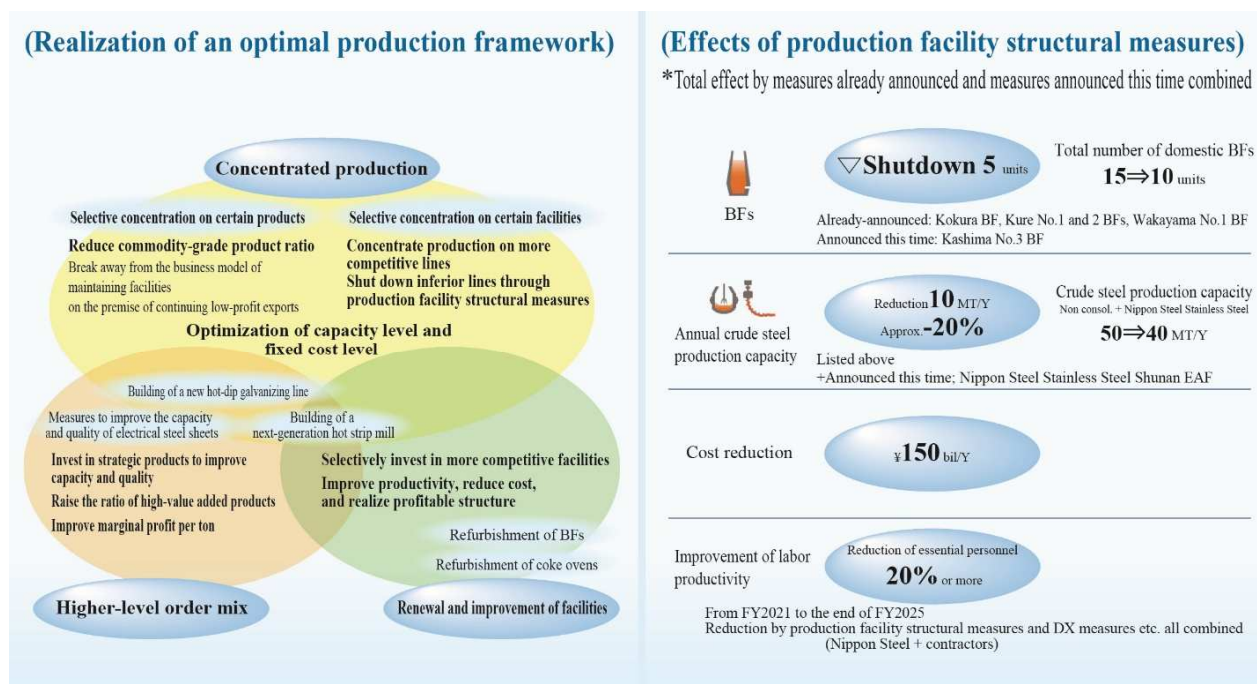 (Realization of an optimal production framework)
Concentrated production
Selective concentration on certain products
Reduce commodity-grade product ratio
Break away from the business model of
maintaining facilities
on the premise of continuing low-profit exports
Selective concentration on certain facilities
Concentrate production on more
competitive lines
Shut down inferior lines through
production facility structural measures
Optimization of capacity level and
fixed cost level
Building of a new hot-dip galvanizing line
Measures to improve the capacity
and quality of electrical steel sheets
Building of a
next-generation hot strip mill
Invest in strategic products to improve
capacity and quality
Raise the ratio of high-value added products
Improve marginal profit per ton
Selectively invest in more competitive facilities
Improve productivity, reduce cost,
and realize profitable structure
Refurbishment of BFs
Refurbishment of coke ovens
Higher-level order mix
Renewal and improvement of facilities
(Effects of production facility structural measures)
*Total effect by measures already announced and measures announced this time combined
BFs
▽Shutdown 5 units
Total number of domestic BFs
15⇒10 units
Already-announced: Kokura BF, Kure No.1 and 2 BFs, Wakayama No.1 BF
Announced this time: Kashima No.3 BF
Annual crude steel
production capacity
Reduction 10 MT/Y
Approx. -20%
Crude steel production capacity
Non consol. + Nippon Steel Stainless Steel
50⇒40 MT/Y
Listed above
+Announced this time; Nippon Steel Stainless Steel Shunan EAF
Cost reduction
¥150 bil/Y
Improvement of labor
productivity
Reduction of essential personnel
20% or more
From FY2021 to the end of FY2025
Reduction by production facility structural measures and DX measures etc. all combined
(Nippon Steel + contractors)